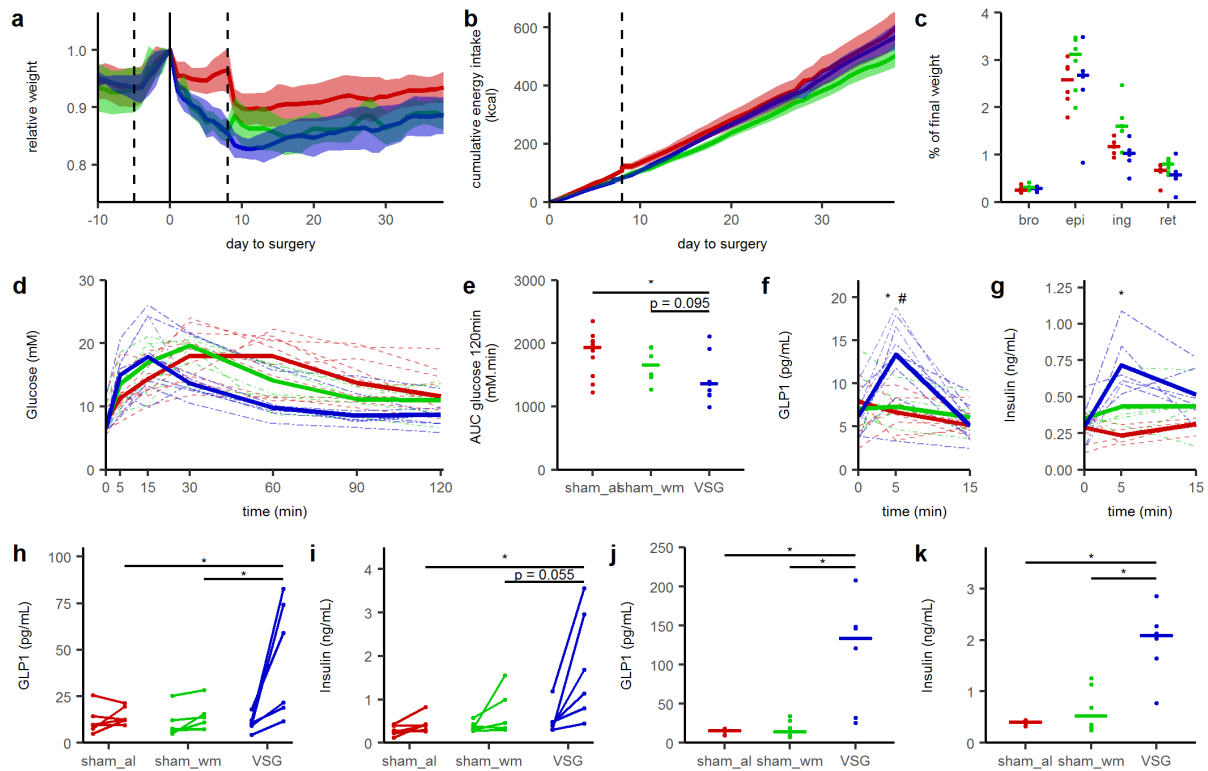 a
relative weight
1.0
0.9
0.8
-10
0
10
20
30
day to surgery
b
cumulative energy intake
(kcal)
600
400
200
0
0
10
20
30
day to surgery
c
% of final weight
4
3
2
1
0
bro
epi
ing
ret
d
Glucose (mM)
30
20
10
0
0
5
15
30
60
90
120
time (min)
e
AUC glucose 120min
(mM.min)
3000
2000
1000
0
*
p = 0.095
sham_al
sham_wm
VSG
f
GLP1 (pg/mL)
20
15
10
5
0
* #
0
5
15
time (min)
g
Insulin (ng/mL)
1.25
1.00
0.75
0.50
0.25
0.00
*
0
5
15
time (min)
h
GLP1 (pg/mL)
100
75
50
25
0
*
*
sham_al
sham_wm
VSG
i
Insulin (ng/mL)
4
3
2
1
0
*
p = 0.055
sham_al
sham_wm
VSG
j
GLP1 (pg/mL)
250
200
150
100
50
0
*
*
sham_al
sham_wm
VSG
k
Insulin (ng/mL)
3
2
1
0
*
*
sham_al
sham_wm
VSG